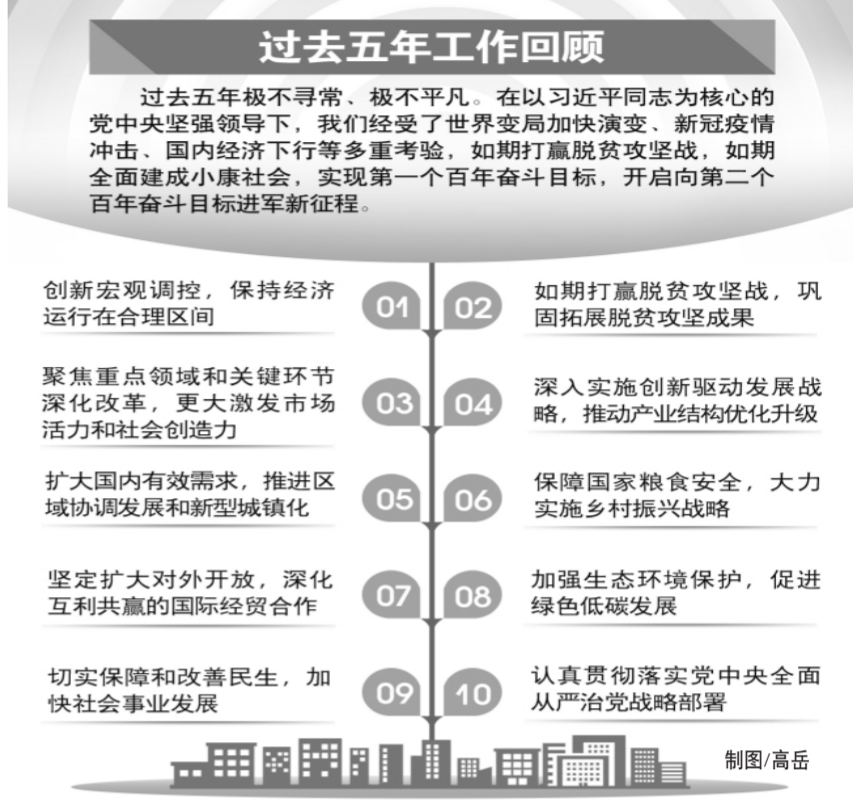 过去五年工作回顾
过去五年极不寻常、极不平凡。在以习近平同志为核心的
党中央坚强领导下，我们经受了世界变局加快演变、新冠疫情
冲击、国内经济下行等多重考验，如期打赢脱贫攻坚战，如期
全面建成小康社会，实现第一个百年奋斗目标，开启向第二个
百年奋斗目标进军新征程。
01
创新宏观调控，保持经济
运行在合理区间
02
如期打赢脱贫攻坚战，巩
固拓展脱贫攻坚成果
03
聚焦重点领域和关键环节
深化改革，更大激发市场
活力和社会创造力
04
深入实施创新驱动发展战
略，推动产业结构优化升级
05
扩大国内有效需求，推进区
域协调发展和新型城镇化
06
保障国家粮食安全，大力
实施乡村振兴战略
07
坚定扩大对外开放，深化
互利共赢的国际经贸合作
08
加强生态环境保护，促进
绿色低碳发展
09
切实保障和改善民生，加
快社会事业发展
10
认真贯彻落实党中央全面
从严治党战略部署
制图/高岳